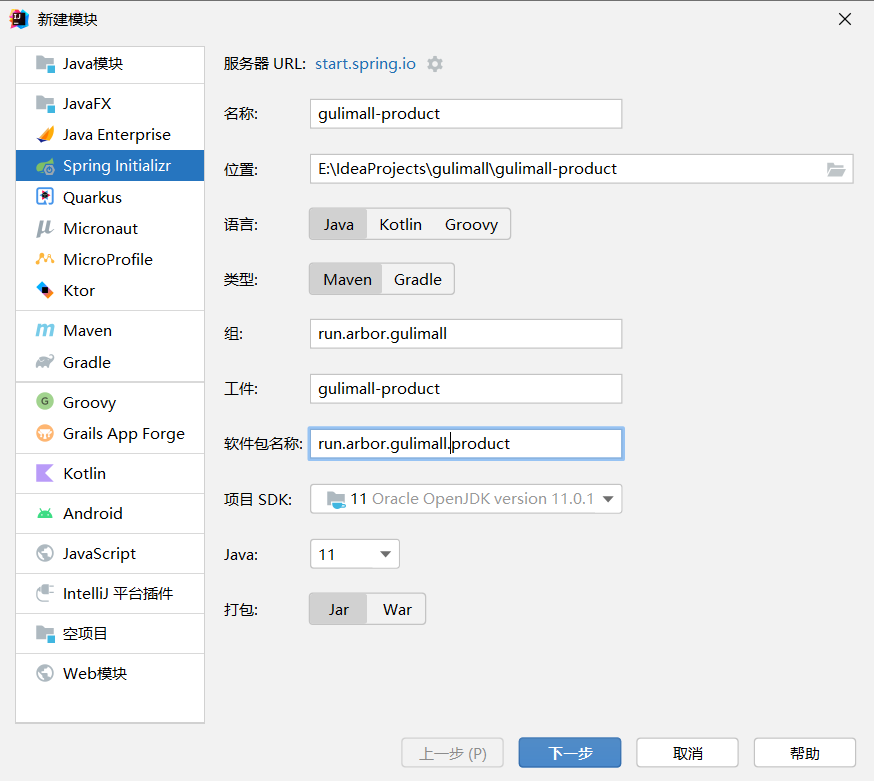 新建模块
Java模块
JavaFX
Java Enterprise
Spring Initializr
Quarkus
Micronaut
MicroProfile
Ktor
Maven
Gradle
Groovy
Grails App Forge
Kotlin
Android
JavaScript
IntelliJ 平台插件
空项目
Web模块
服务器 URL: start.spring.io
名称: gulimall-product
位置: E:\IdeaProjects\gulimall\gulimall-product
语言: Java Kotlin Groovy
类型: Maven Gradle
组: run.arbor.gulimall
工件: gulimall-product
软件包名称: run.arbor.gulimall.product
项目 SDK: 11 Oracle OpenJDK version 11.0.1
Java: 11
打包: Jar War
上一步 (P) 下一步 取消 帮助